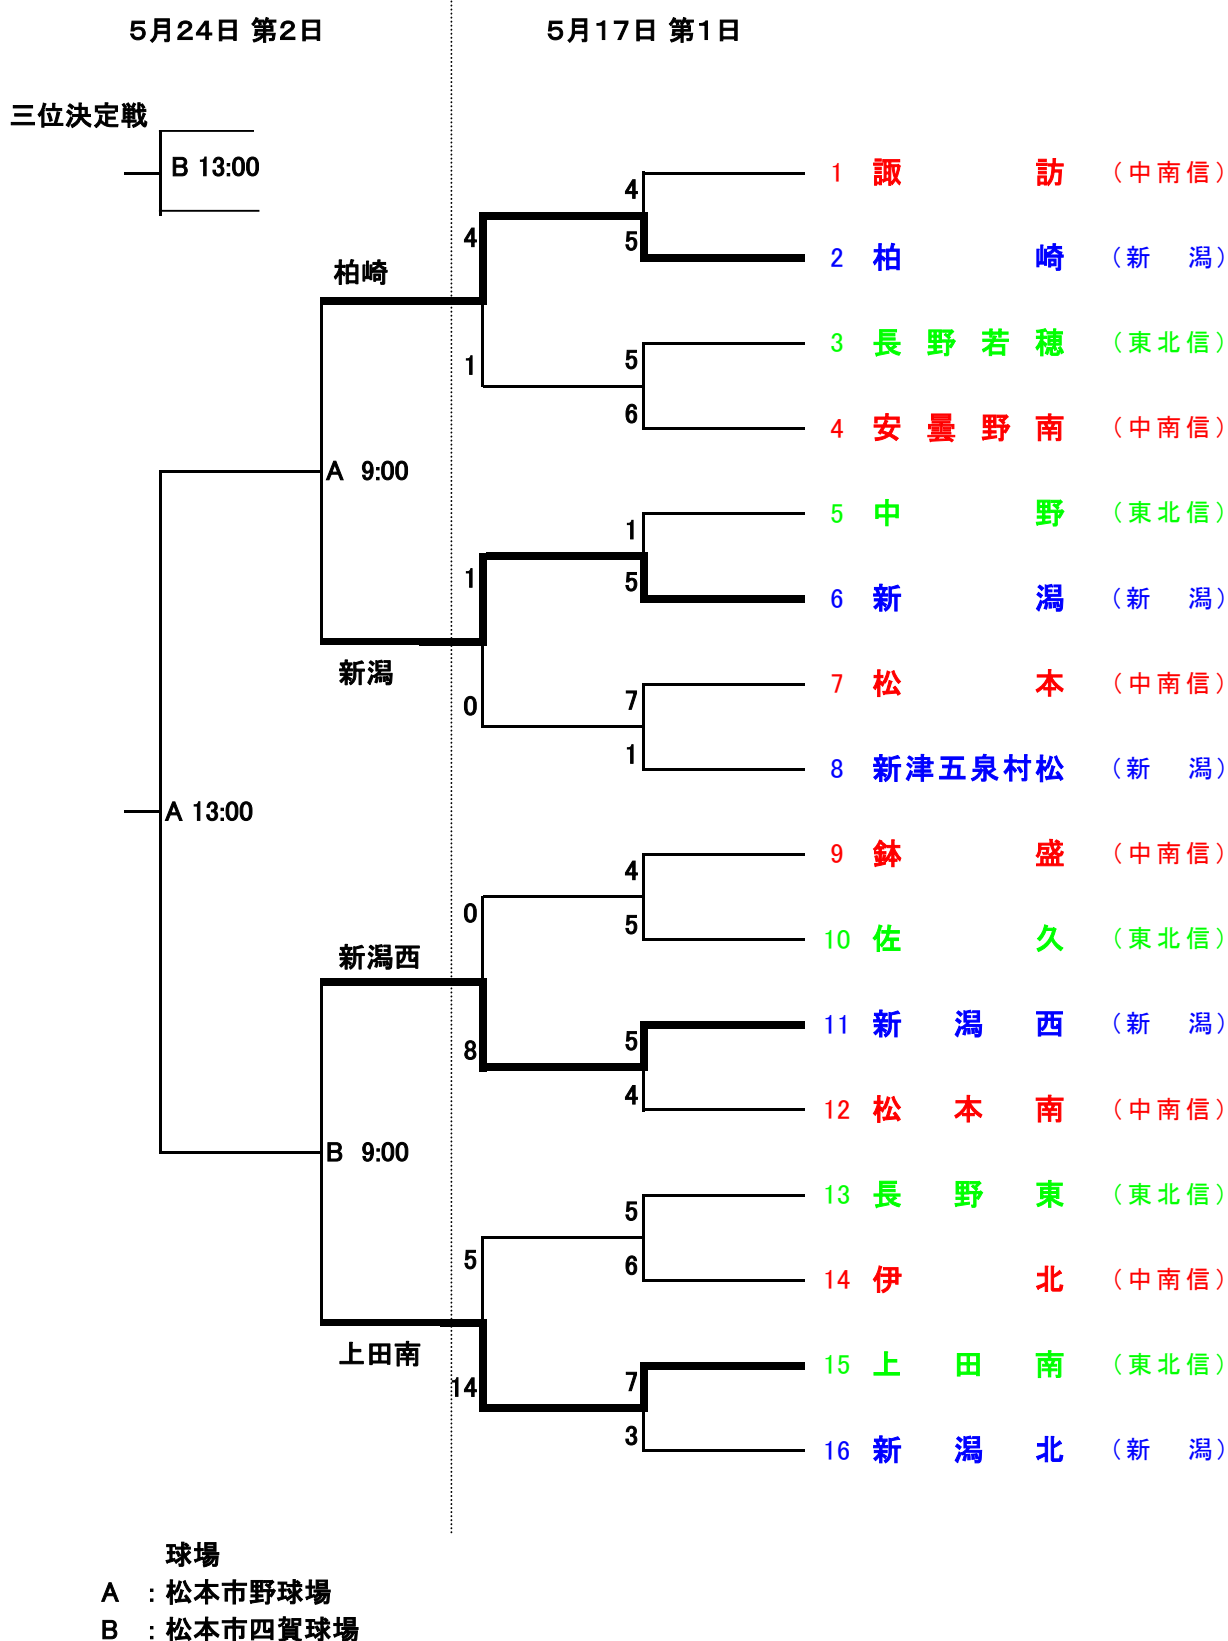 5月24日 第2日
5月17日 第1日
三位決定戦
B 13:00
1 諏訪 (中南信)
4
5
4
2 柏崎 (新潟)
柏崎
3 長野若穂 (東北信)
5
1
6
4 安曇野南 (中南信)
A 9:00
5 中野 (東北信)
1
1
5
6 新潟 (新潟)
新潟
7 松本 (中南信)
7
0
1
8 新津五泉村松 (新潟)
A 13:00
9 鉢盛 (中南信)
4
0
5
10 佐久 (東北信)
新潟西
11 新潟西 (新潟)
5
8
4
12 松本南 (中南信)
B 9:00
13 長野東 (東北信)
5
5
6
14 伊北 (中南信)
上田南
15 上田南 (東北信)
7
14
3
16 新潟北 (新潟)
球場
A :松本市野球場
B :松本市四賀球場